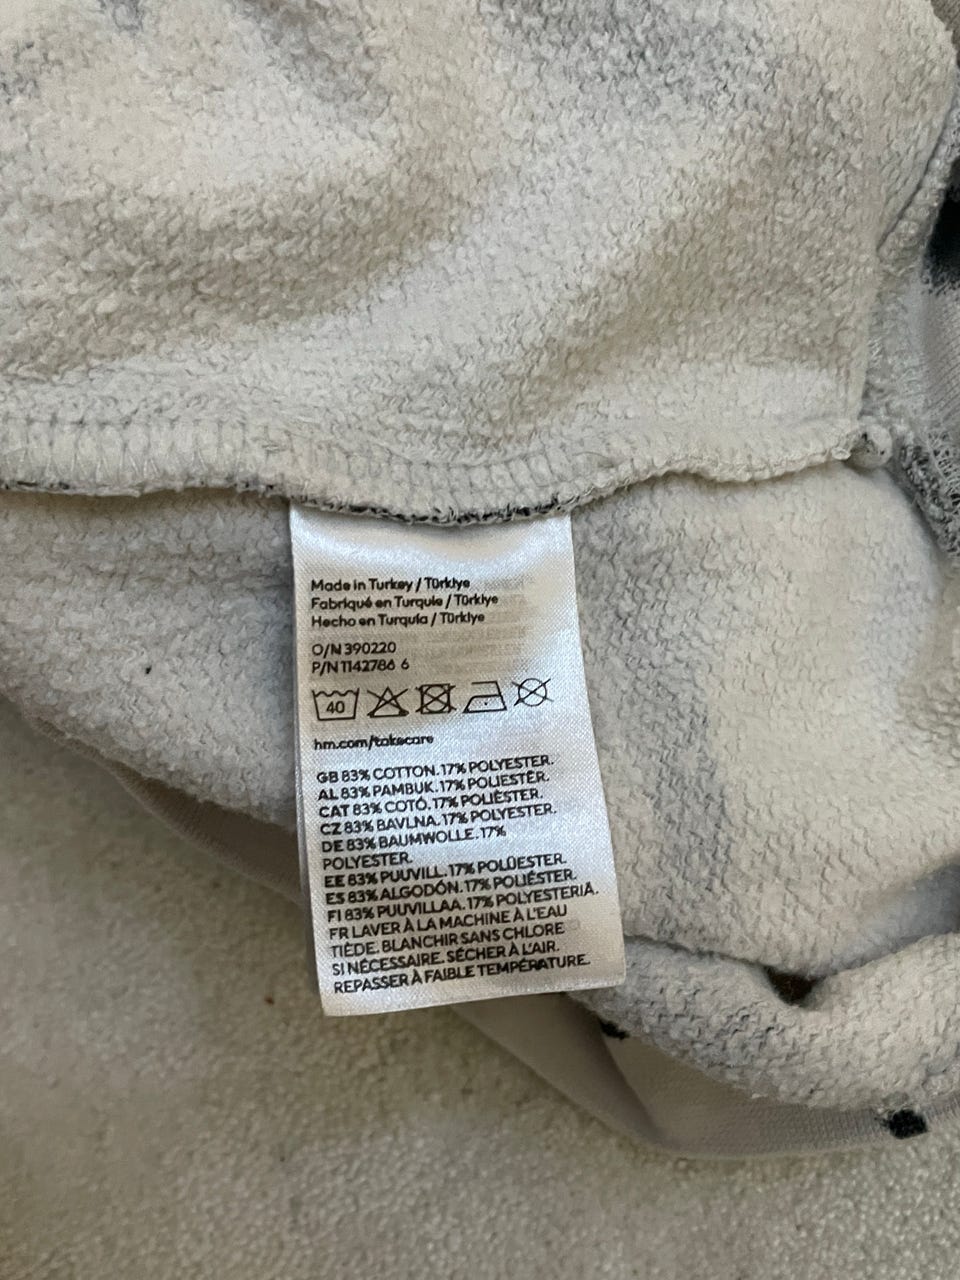 Made in Turkey / Türkiye
Fabriqué en Turquie / Türkiye
Hecho en Turquía / Türkiye
O/N 390220
P/N 1142786 6
40
hm.com/takecare
GB 83% COTTON. 17% POLYESTER.
AL 83% PAMBUK. 17% POLIESTËR.
CAT 83% COTÓ. 17% POLIÈSTER.
CZ 83% BAVLNA. 17% POLYESTER.
DE 83% BAUMWOLLE. 17%
POLYESTER.
EE 83% PUUVILL. 17% POLÜESTER.
ES 83% ALGODÓN. 17% POLIÉSTER.
FI 83% PUUVILLAA. 17% POLYESTERIA.
FR LAVER À LA MACHINE À L'EAU
TIÈDE. BLANCHIR SANS CHLORE
SI NÉCESSAIRE. SÉCHER À L'AIR.
REPASSER À FAIBLE TEMPÉRATURE.